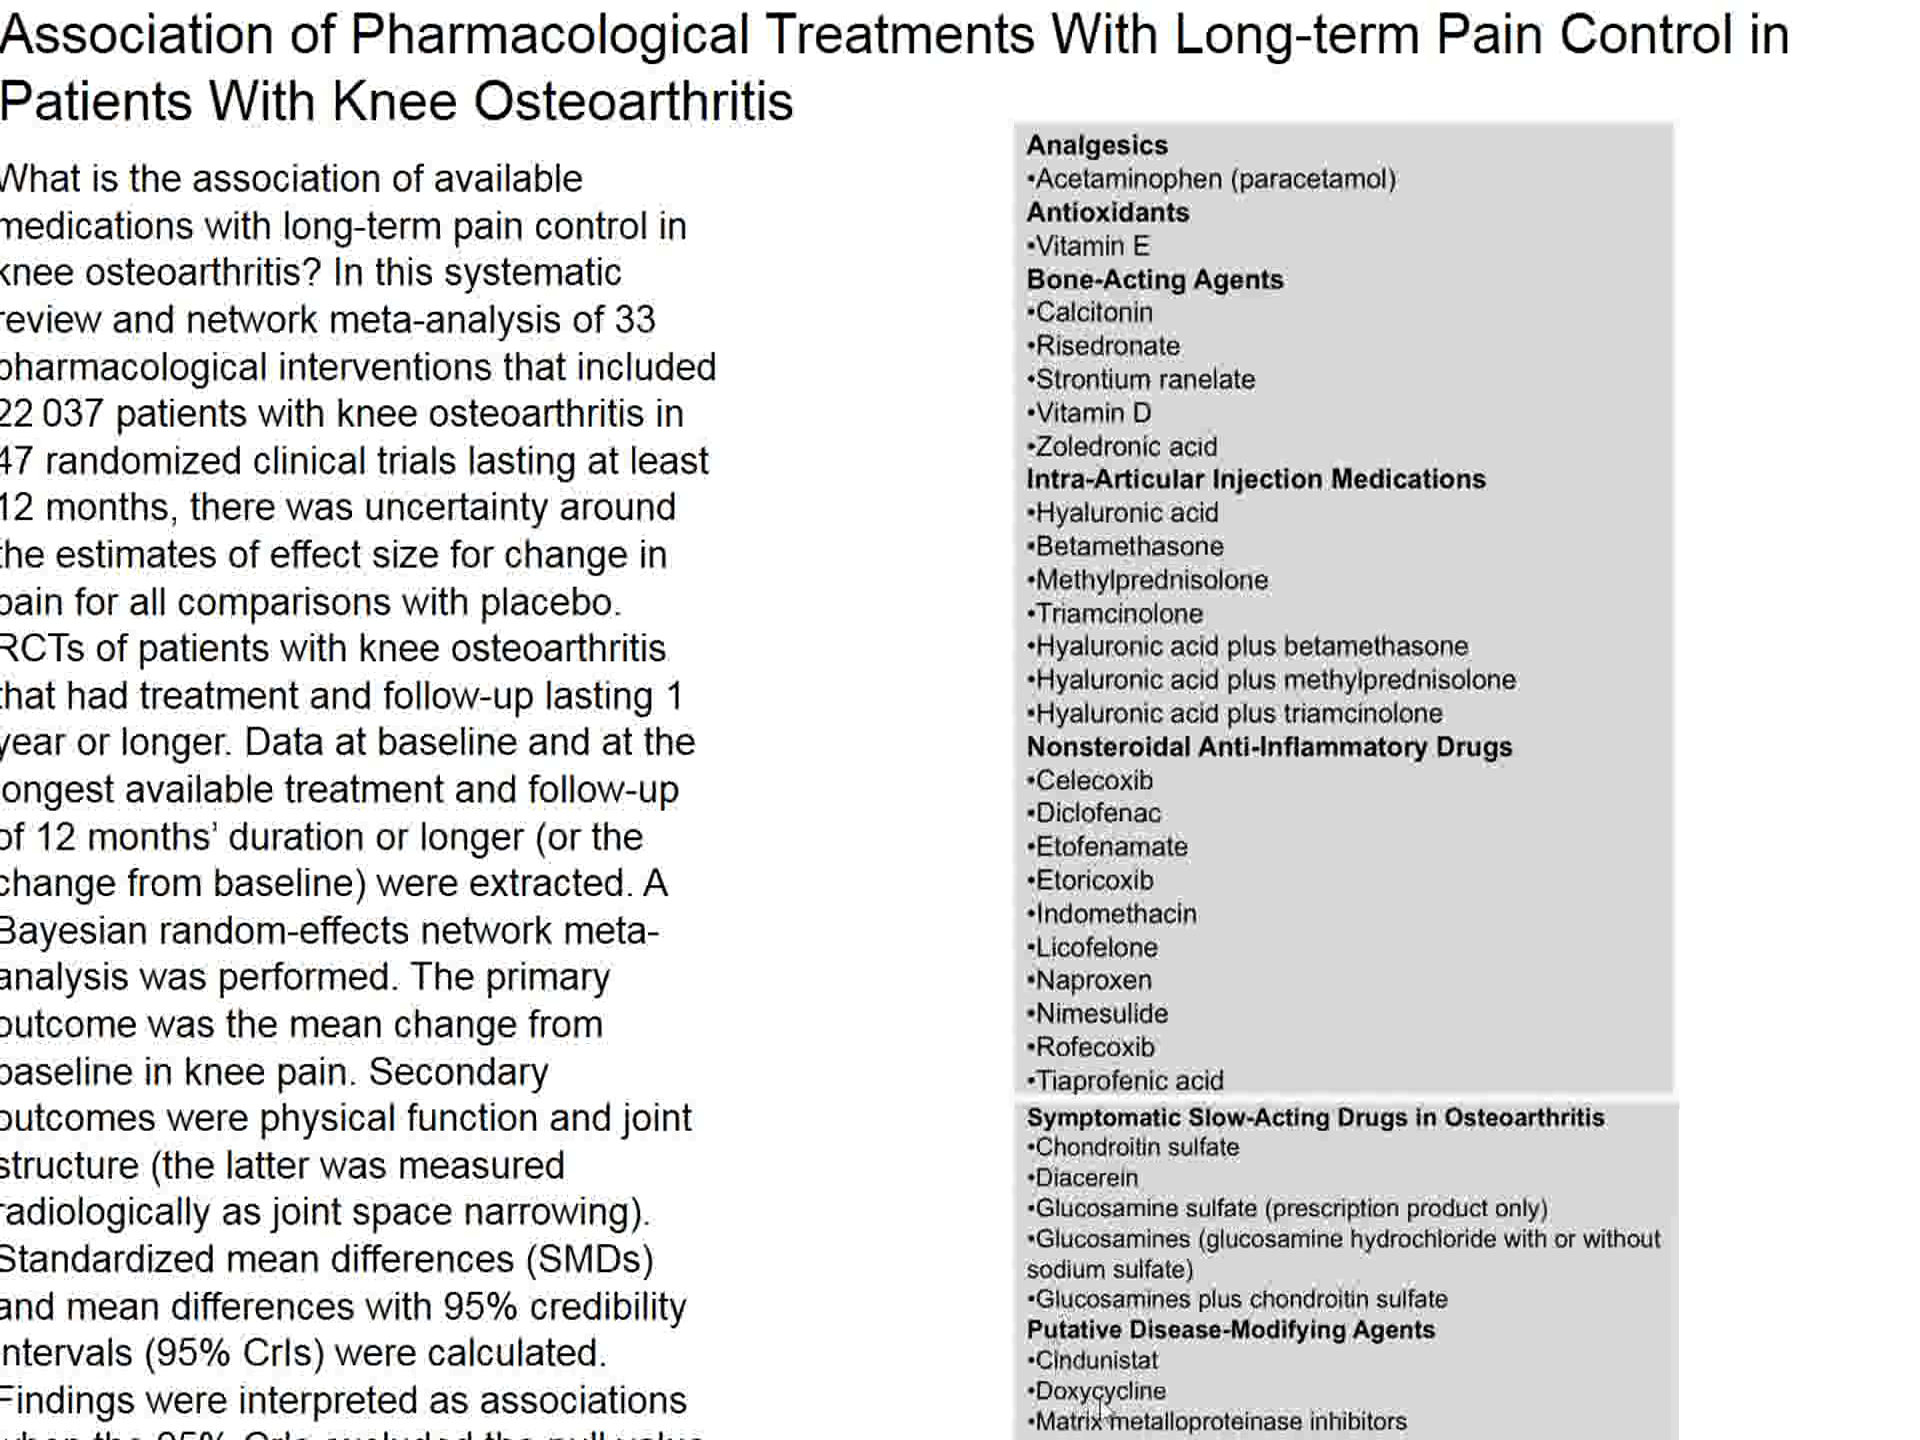 Association of Pharmacological Treatments With Long-term Pain Control in
Patients With Knee Osteoarthritis
What is the association of available
medications with long-term pain control in
knee osteoarthritis? In this systematic
review and network meta-analysis of 33
pharmacological interventions that included
22 037 patients with knee osteoarthritis in
47 randomized clinical trials lasting at least
12 months, there was uncertainty around
the estimates of effect size for change in
pain for all comparisons with placebo.
RCTs of patients with knee osteoarthritis
that had treatment and follow-up lasting 1
year or longer. Data at baseline and at the
longest available treatment and follow-up
of 12 months’ duration or longer (or the
change from baseline) were extracted. A
Bayesian random-effects network meta-
analysis was performed. The primary
outcome was the mean change from
baseline in knee pain. Secondary
outcomes were physical function and joint
structure (the latter was measured
radiologically as joint space narrowing).
Standardized mean differences (SMDs)
and mean differences with 95% credibility
intervals (95% CrIs) were calculated.
Findings were interpreted as associations
when the 95% CrIs excluded the null value
Analgesics
•Acetaminophen (paracetamol)
Antioxidants
•Vitamin E
Bone-Acting Agents
•Calcitonin
•Risedronate
•Strontium ranelate
•Vitamin D
•Zoledronic acid
Intra-Articular Injection Medications
•Hyaluronic acid
•Betamethasone
•Methylprednisolone
•Triamcinolone
•Hyaluronic acid plus betamethasone
•Hyaluronic acid plus methylprednisolone
•Hyaluronic acid plus triamcinolone
Nonsteroidal Anti-Inflammatory Drugs
•Celecoxib
•Diclofenac
•Etofenamate
•Etoricoxib
•Indomethacin
•Licofelone
•Naproxen
•Nimesulide
•Rofecoxib
•Tiaprofenic acid
Symptomatic Slow-Acting Drugs in Osteoarthritis
•Chondroitin sulfate
•Diacerein
•Glucosamine sulfate (prescription product only)
•Glucosamines (glucosamine hydrochloride with or without
sodium sulfate)
•Glucosamines plus chondroitin sulfate
Putative Disease-Modifying Agents
•Cindunistat
•Doxycycline
•Matrix metalloproteinase inhibitors